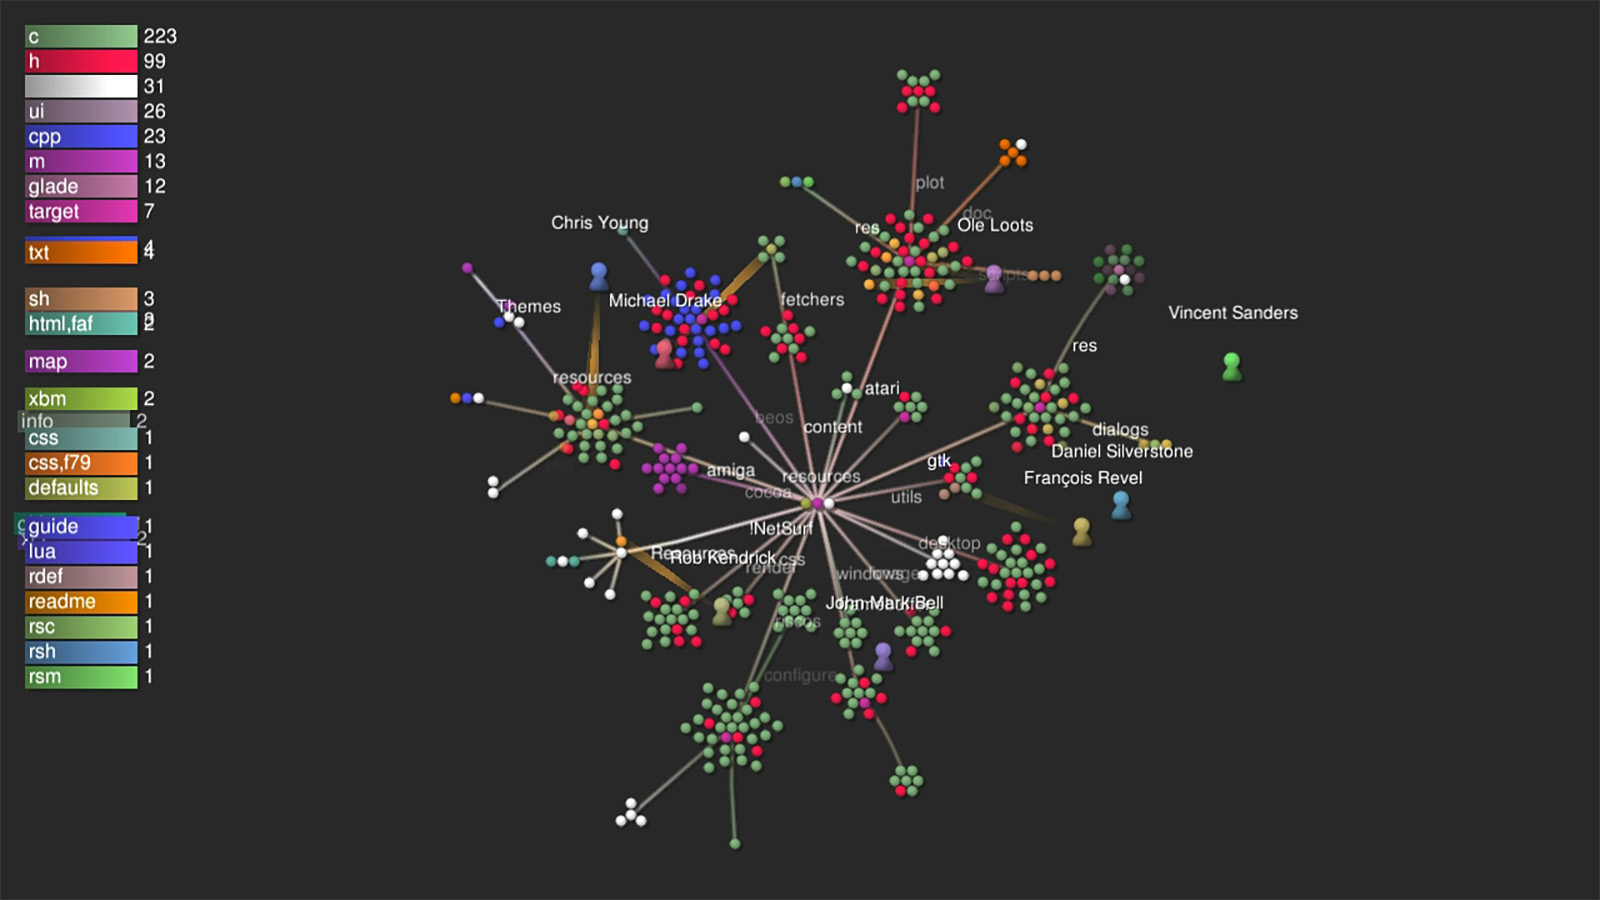 c 223
h 99
31
ui 26
cpp 23
m 13
glade 12
target 7
txt 4
sh 3
html,faf
map 2
xbm 2
info 2
css 1
css,f79 1
defaults 1
guide 1
lua 1
rdef 1
readme 1
rsc 1
rsh 1
rsm 1
plot
doc
Chris Young
res
Ole Loots
scripts
Themes
Michael Drake
fetchers
Vincent Sanders
res
resources
atari
beos
content
dialogs
Daniel Silverstone
amiga
resources
gtk
François Revel
cocoa
utils
!NetSurf
desktop
Resources
Rob Kendrick
css
render
windows
John-Mark Bell
riscos
configure